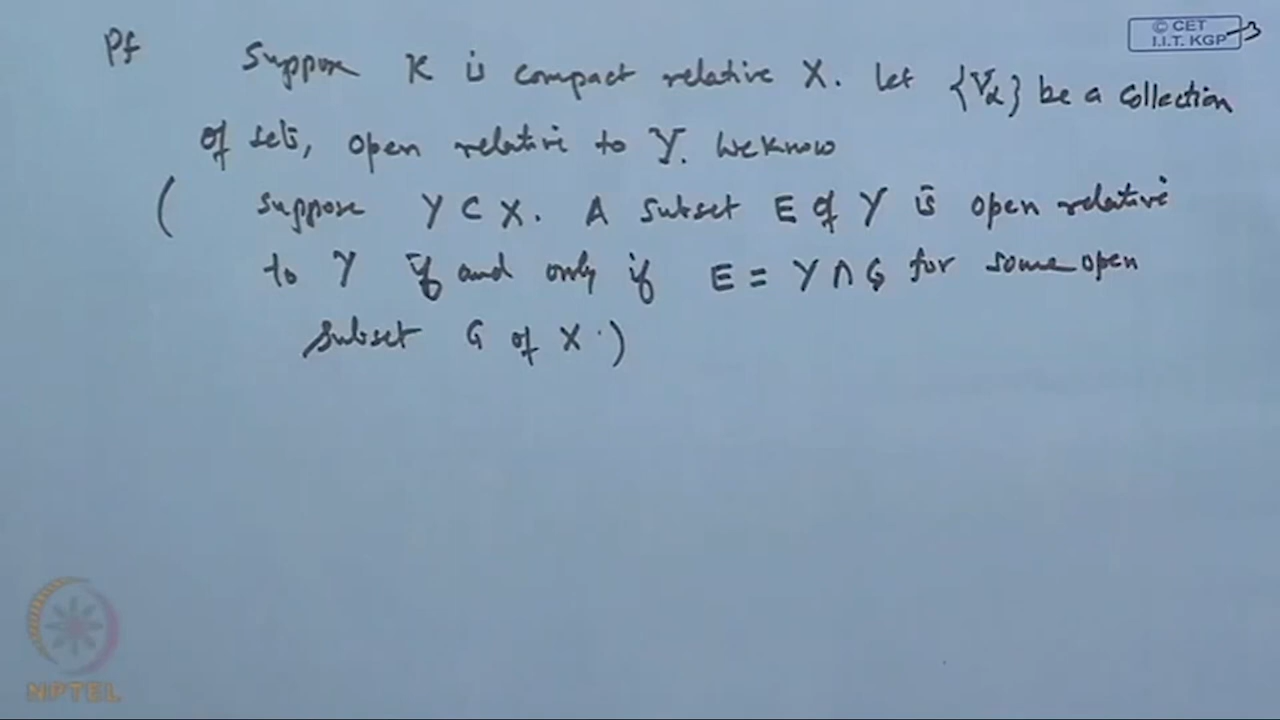 © CET
I.I.T. KGP
Pf Suppose K is compact relative X. Let {Vα} be a collection
of sets, open relative to Y. We know
( Suppose Y ⊂ X. A subset E of Y is open relative
to Y if and only if E = Y ∩ G for some open
subset G of X.)
NPTEL